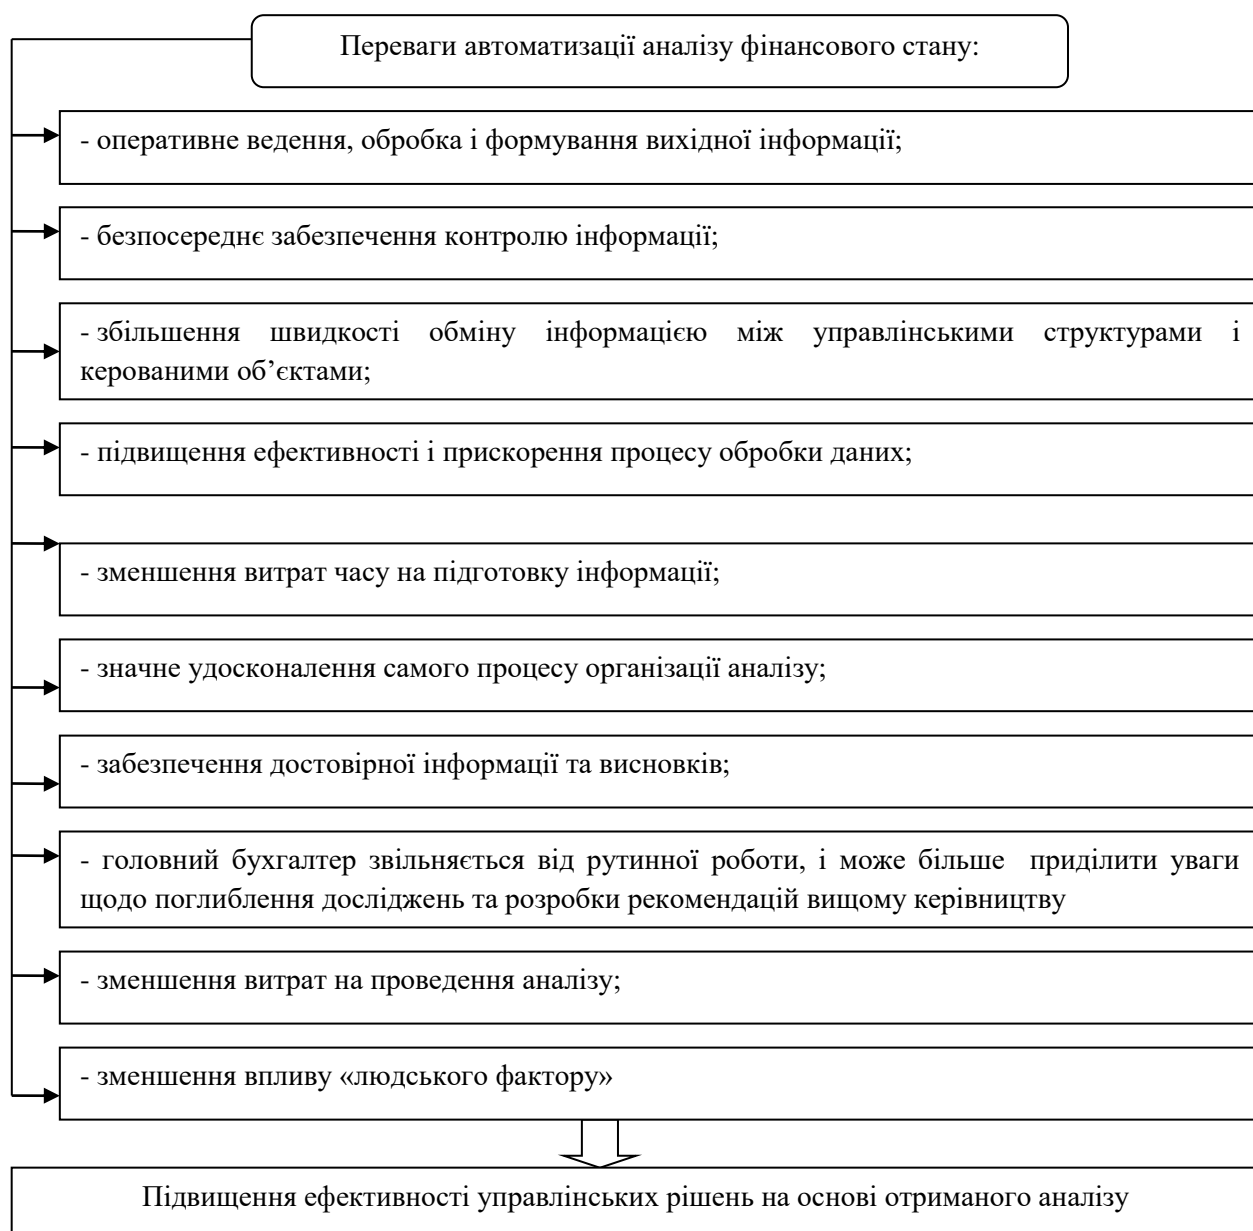 Переваги автоматизації аналізу фінансового стану:
- оперативне ведення, обробка і формування вихідної інформації;
- безпосереднє забезпечення контролю інформації;
- збільшення швидкості обміну інформацією між управлінськими структурами і
керованими об’єктами;
- підвищення ефективності і прискорення процесу обробки даних;
- зменшення витрат часу на підготовку інформації;
- значне удосконалення самого процесу організації аналізу;
- забезпечення достовірної інформації та висновків;
- головний бухгалтер звільняється від рутинної роботи, і може більше приділити уваги
щодо поглиблення досліджень та розробки рекомендацій вищому керівництву
- зменшення витрат на проведення аналізу;
- зменшення впливу «людського фактору»
Підвищення ефективності управлінських рішень на основі отриманого аналізу